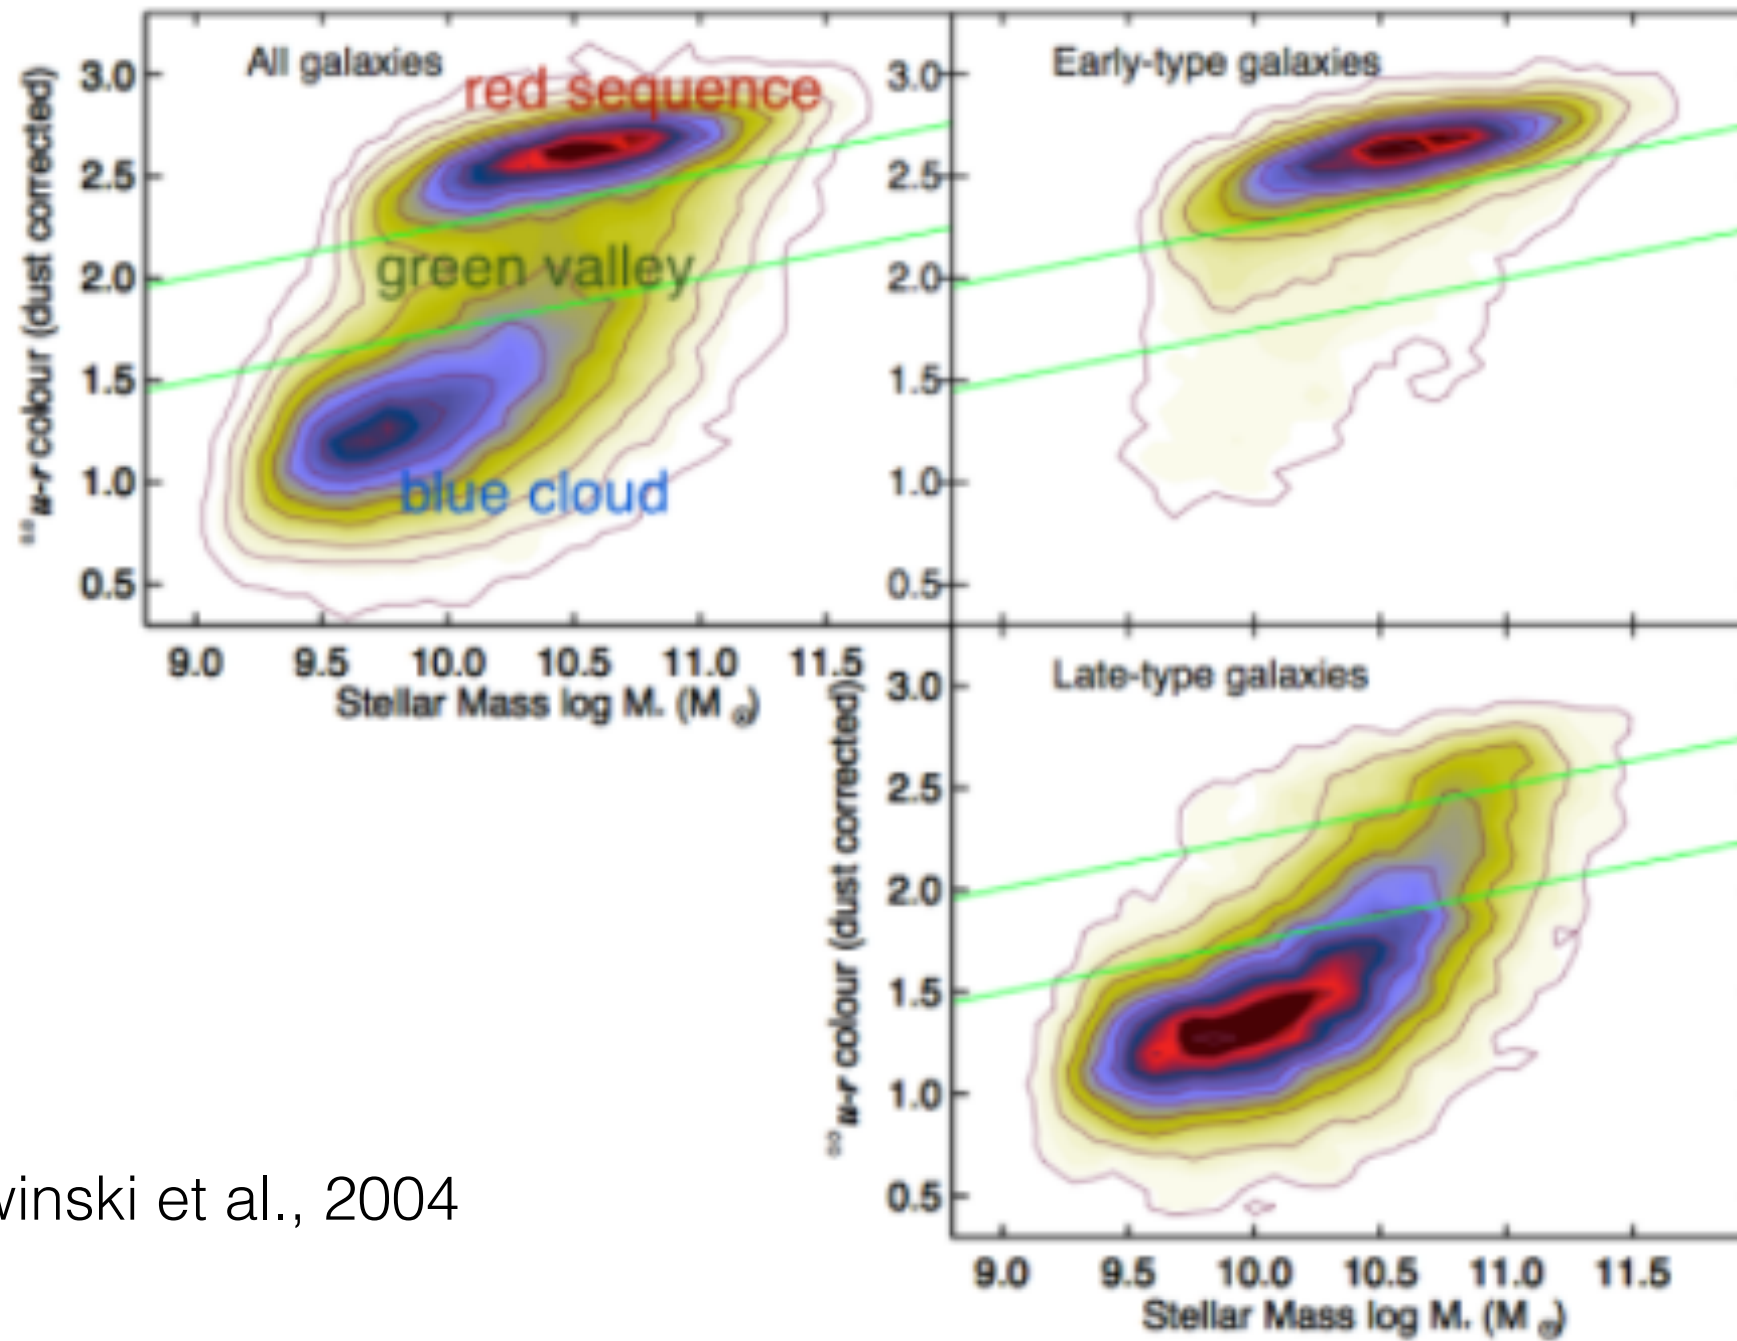 All galaxies
red sequence
green valley
blue cloud
3.0
2.5
2.0
1.5
1.0
0.5
u-r colour (dust corrected)
9.0 9.5 10.0 10.5 11.0 11.5
Stellar Mass log M* (M⊙)
Early-type galaxies
3.0
2.5
2.0
1.5
1.0
0.5
Late-type galaxies
3.0
2.5
2.0
1.5
1.0
0.5
u-r colour (dust corrected)
9.0 9.5 10.0 10.5 11.0 11.5
Stellar Mass log M* (M⊙)
winski et al., 2004